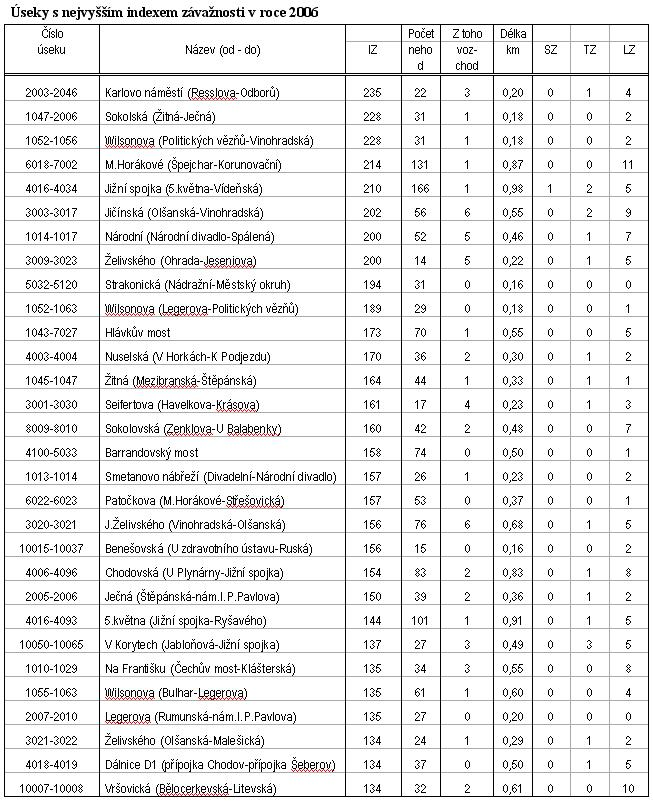 Úseky s nejvyšším indexem závažnosti v roce 2006
Číslo úseku Název (od - do) IZ Počet nehod Z toho voz-chod Délka km SZ TZ LZ
2003-2046 Karlovo náměstí (Resslova-Odborů) 235 22 3 0,20 0 1 4
1047-2006 Sokolská (Žitná-Ječná) 228 31 1 0,18 0 0 2
1052-1056 Wilsonova (Politických vězňů-Vinohradská) 228 31 1 0,18 0 0 2
6018-7002 M.Horákové (Špejchar-Korunovační) 214 131 1 0,87 0 0 11
4016-4034 Jižní spojka (5.května-Vídeňská) 210 166 1 0,98 1 2 5
3003-3017 Jičínská (Olšanská-Vinohradská) 202 56 6 0,55 0 2 9
1014-1017 Národní (Národní divadlo-Spálená) 200 52 5 0,46 0 1 7
3009-3023 Želivského (Ohrada-Jeseniova) 200 14 5 0,22 0 1 5
5032-5120 Strakonická (Nádražní-Městský okruh) 194 31 0 0,16 0 0 0
1052-1063 Wilsonova (Legerova-Politických vězňů) 189 29 0 0,18 0 0 1
1043-7027 Hlávkův most 173 70 1 0,55 0 0 5
4003-4004 Nuselská (V Horkách-K Podjezdu) 170 36 2 0,30 0 1 2
1045-1047 Žitná (Mezibranská-Štěpánská) 164 44 1 0,33 0 1 1
3001-3030 Seifertova (Havelkova-Krásova) 161 17 4 0,23 0 1 3
8009-8010 Sokolovská (Zenklova-U Balabenky) 160 42 2 0,48 0 0 7
4100-5033 Barrandovský most 158 74 0 0,50 0 0 1
1013-1014 Smetanovo nábřeží (Divadelní-Národní divadlo) 157 26 1 0,23 0 0 2
6022-6023 Patočkova (M.Horákové-Střešovická) 157 53 0 0,37 0 0 1
3020-3021 J.Želivského (Vinohradská-Olšanská) 156 76 6 0,68 0 1 5
10015-10037 Benešovská (U zdravotního ústavu-Ruská) 156 15 0 0,16 0 0 2
4006-4096 Chodovská (U Plynárny-Jižní spojka) 154 83 2 0,83 0 1 8
2005-2006 Ječná (Štěpánská-nám.I.P.Pavlova) 150 39 2 0,36 0 1 2
4016-4093 5.května (Jižní spojka-Ryšavého) 144 101 1 0,91 0 1 5
10050-10065 V Korytech (Jabloňová-Jižní spojka) 137 27 3 0,49 0 3 5
1010-1029 Na Františku (Čechův most-Klášterská) 135 34 3 0,55 0 0 8
1055-1063 Wilsonova (Bulhar-Legerova) 135 61 1 0,60 0 0 4
2007-2010 Legerova (Rumunská-nám.I.P.Pavlova) 135 27 0 0,20 0 0 0
3021-3022 Želivského (Olšanská-Malešická) 134 24 1 0,29 0 1 2
4018-4019 Dálnice D1 (přípojka Chodov-přípojka Šeberov) 134 37 0 0,50 0 1 5
10007-10008 Vršovická (Bělocerkevská-Litevská) 134 32 2 0,61 0 0 10